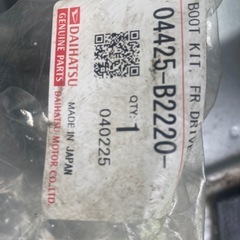 BOOT KIT, FR DRIVE
04425-B2220-
QTY:
1
040225
DAIHATSU
GENUINE PARTS
MADE IN JAPAN
DAIHATSU MOTOR CO.,LTD.